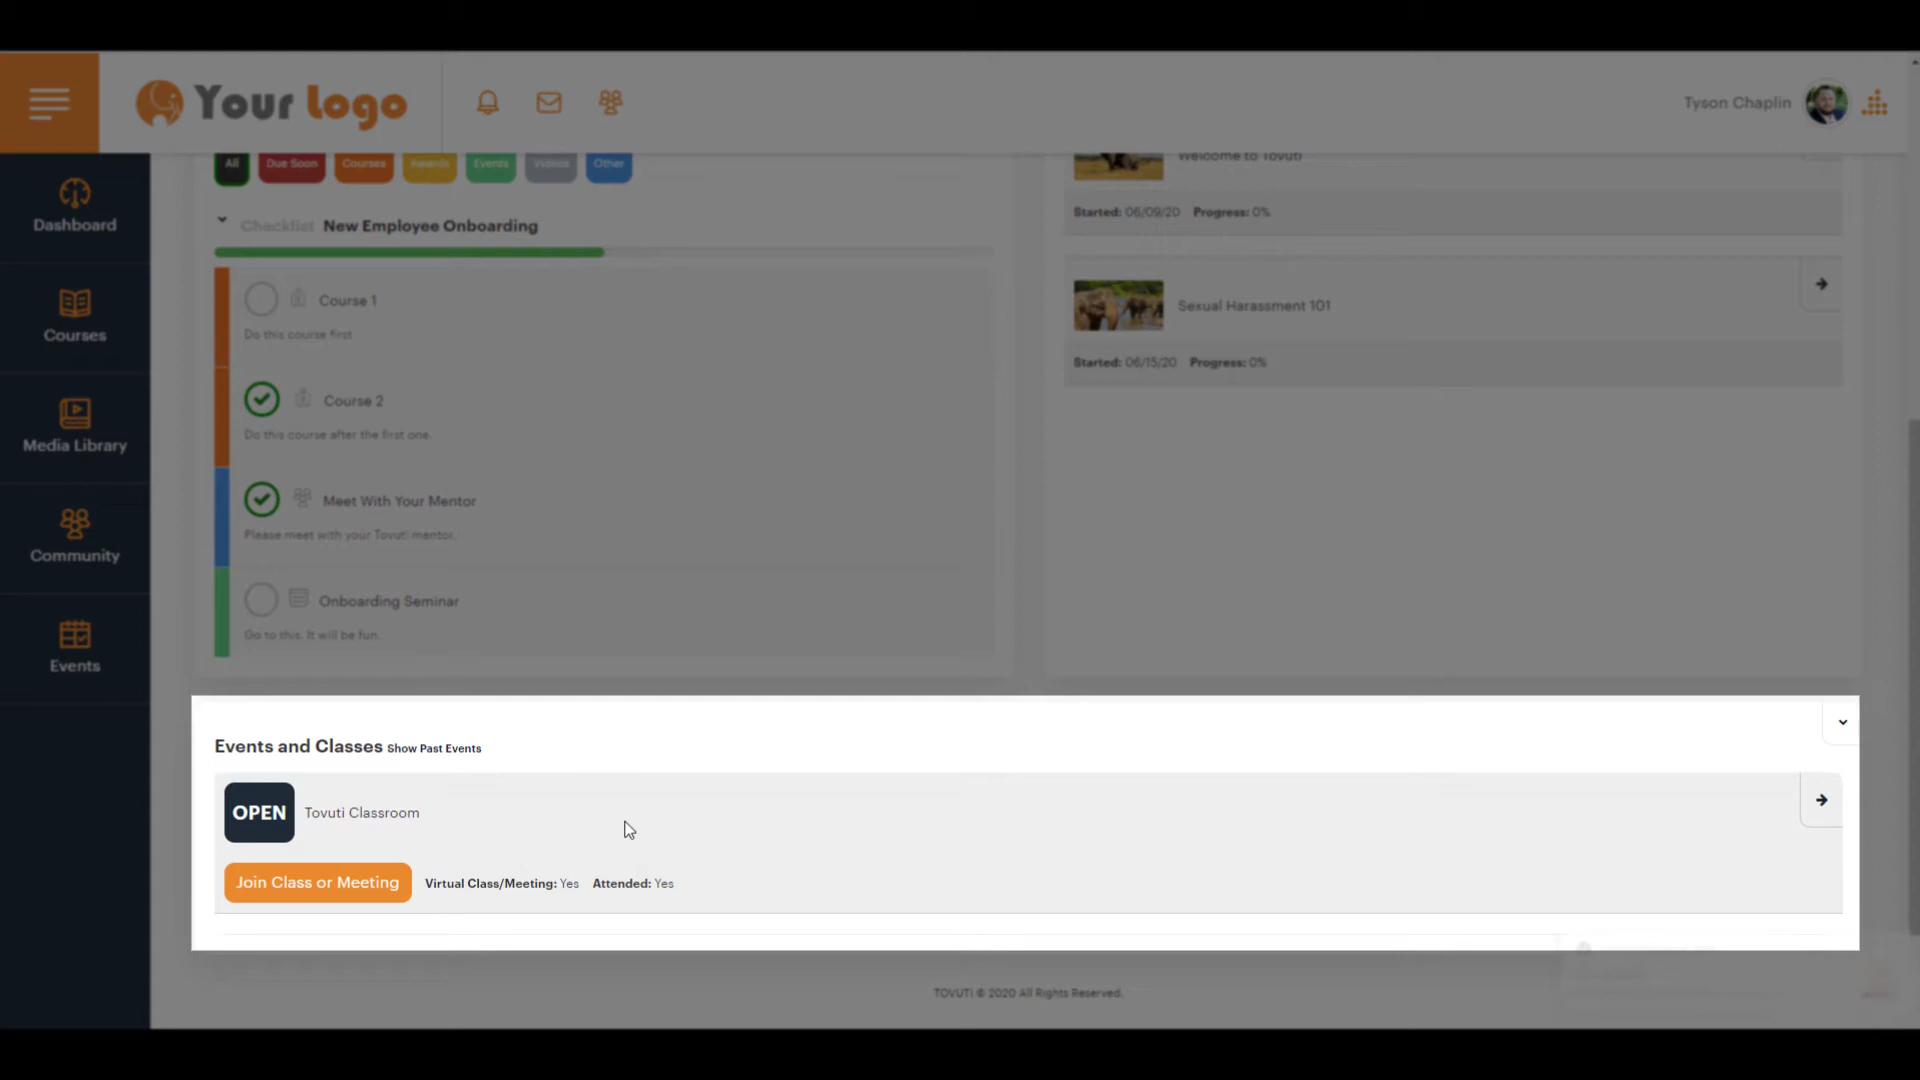 Your Logo
Tyson Chaplin
Dashboard
Courses
Media Library
Community
Events
All
Due Soon
Courses
Awards
Events
Videos
Other
Checklist New Employee Onboarding
Course 1
Do this course first
Course 2
Do this course after the first one.
Meet With Your Mentor
Please meet with your Tovuti mentor.
Onboarding Seminar
Go to this. It will be fun.
Welcome to Tovuti
Started: 06/09/20 Progress: 0%
Sexual Harassment 101
Started: 06/15/20 Progress: 0%
Events and Classes Show Past Events
OPEN Tovuti Classroom
Join Class or Meeting Virtual Class/Meeting: Yes Attended: Yes
TOVUTI © 2020 All Rights Reserved.